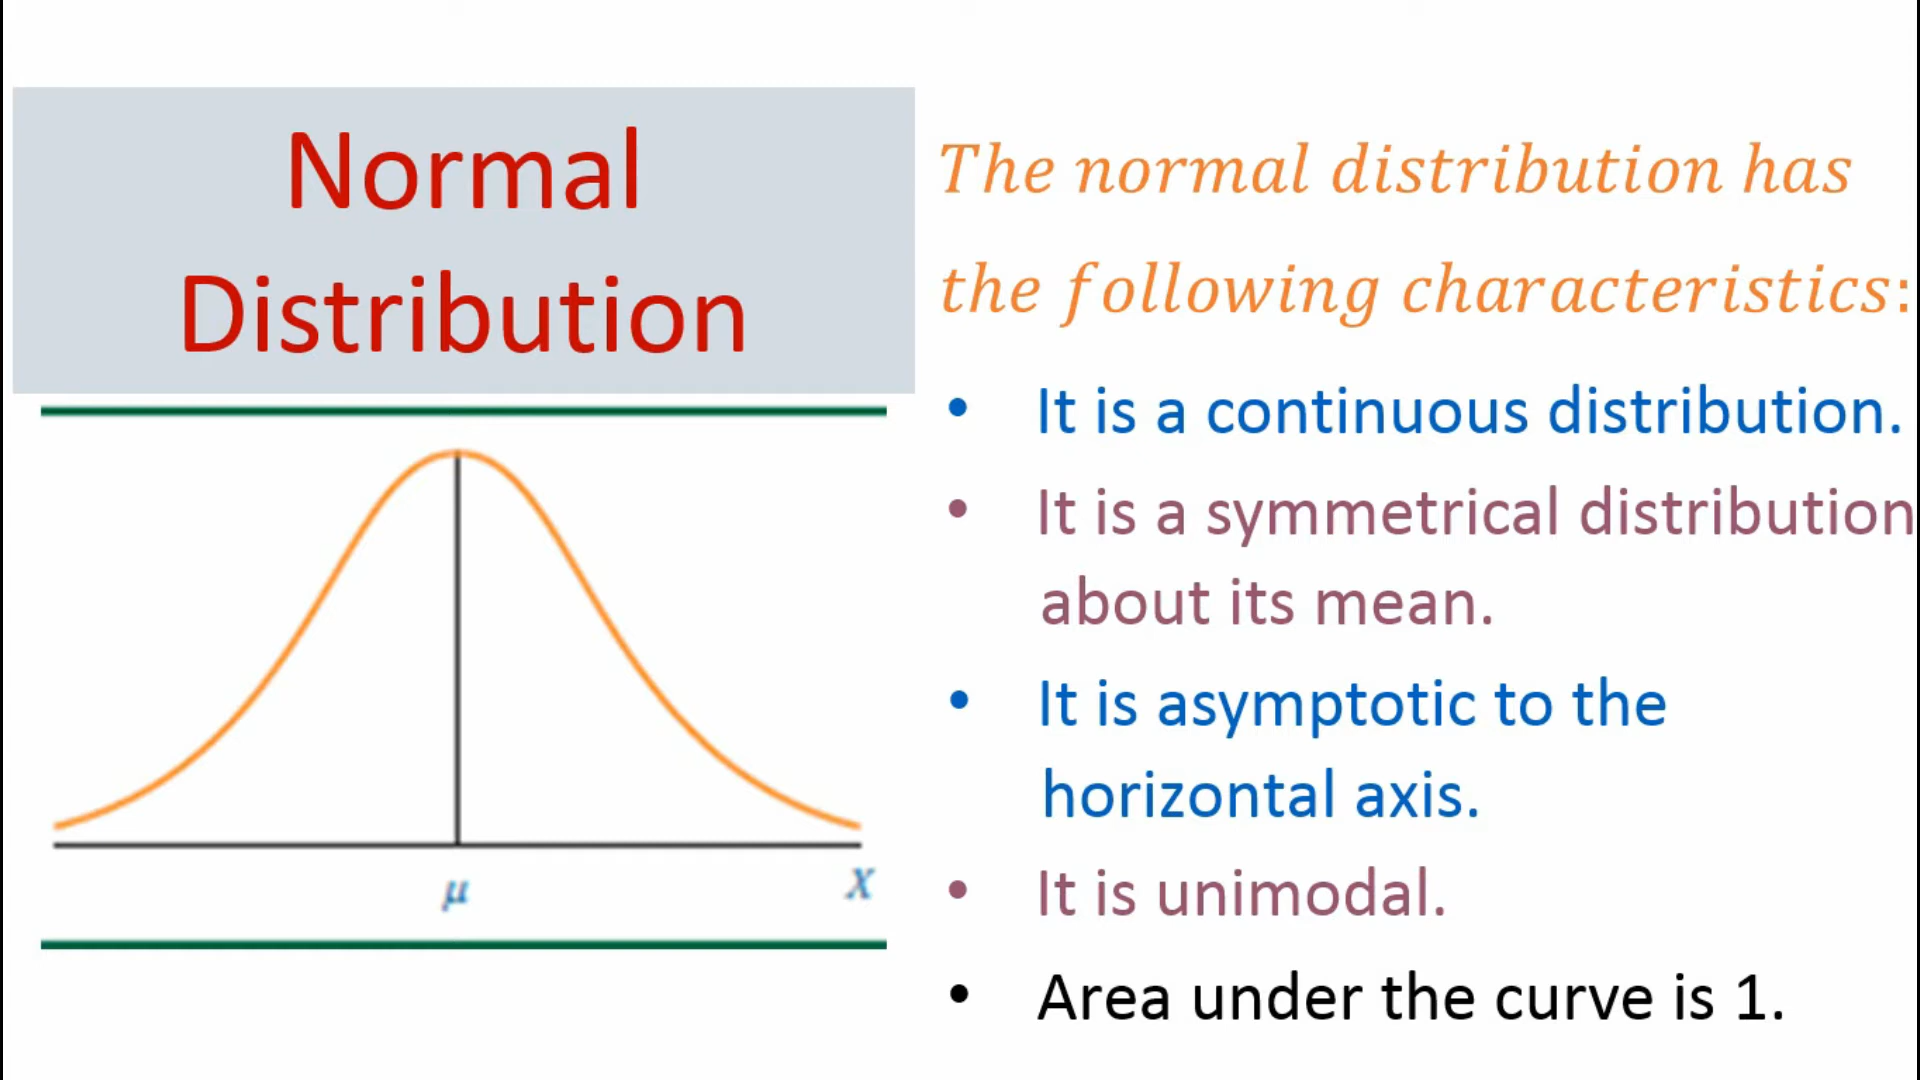 Normal
Distribution
μ
X
The normal distribution has
the following characteristics:
• It is a continuous distribution.
• It is a symmetrical distribution
about its mean.
• It is asymptotic to the
horizontal axis.
• It is unimodal.
• Area under the curve is 1.